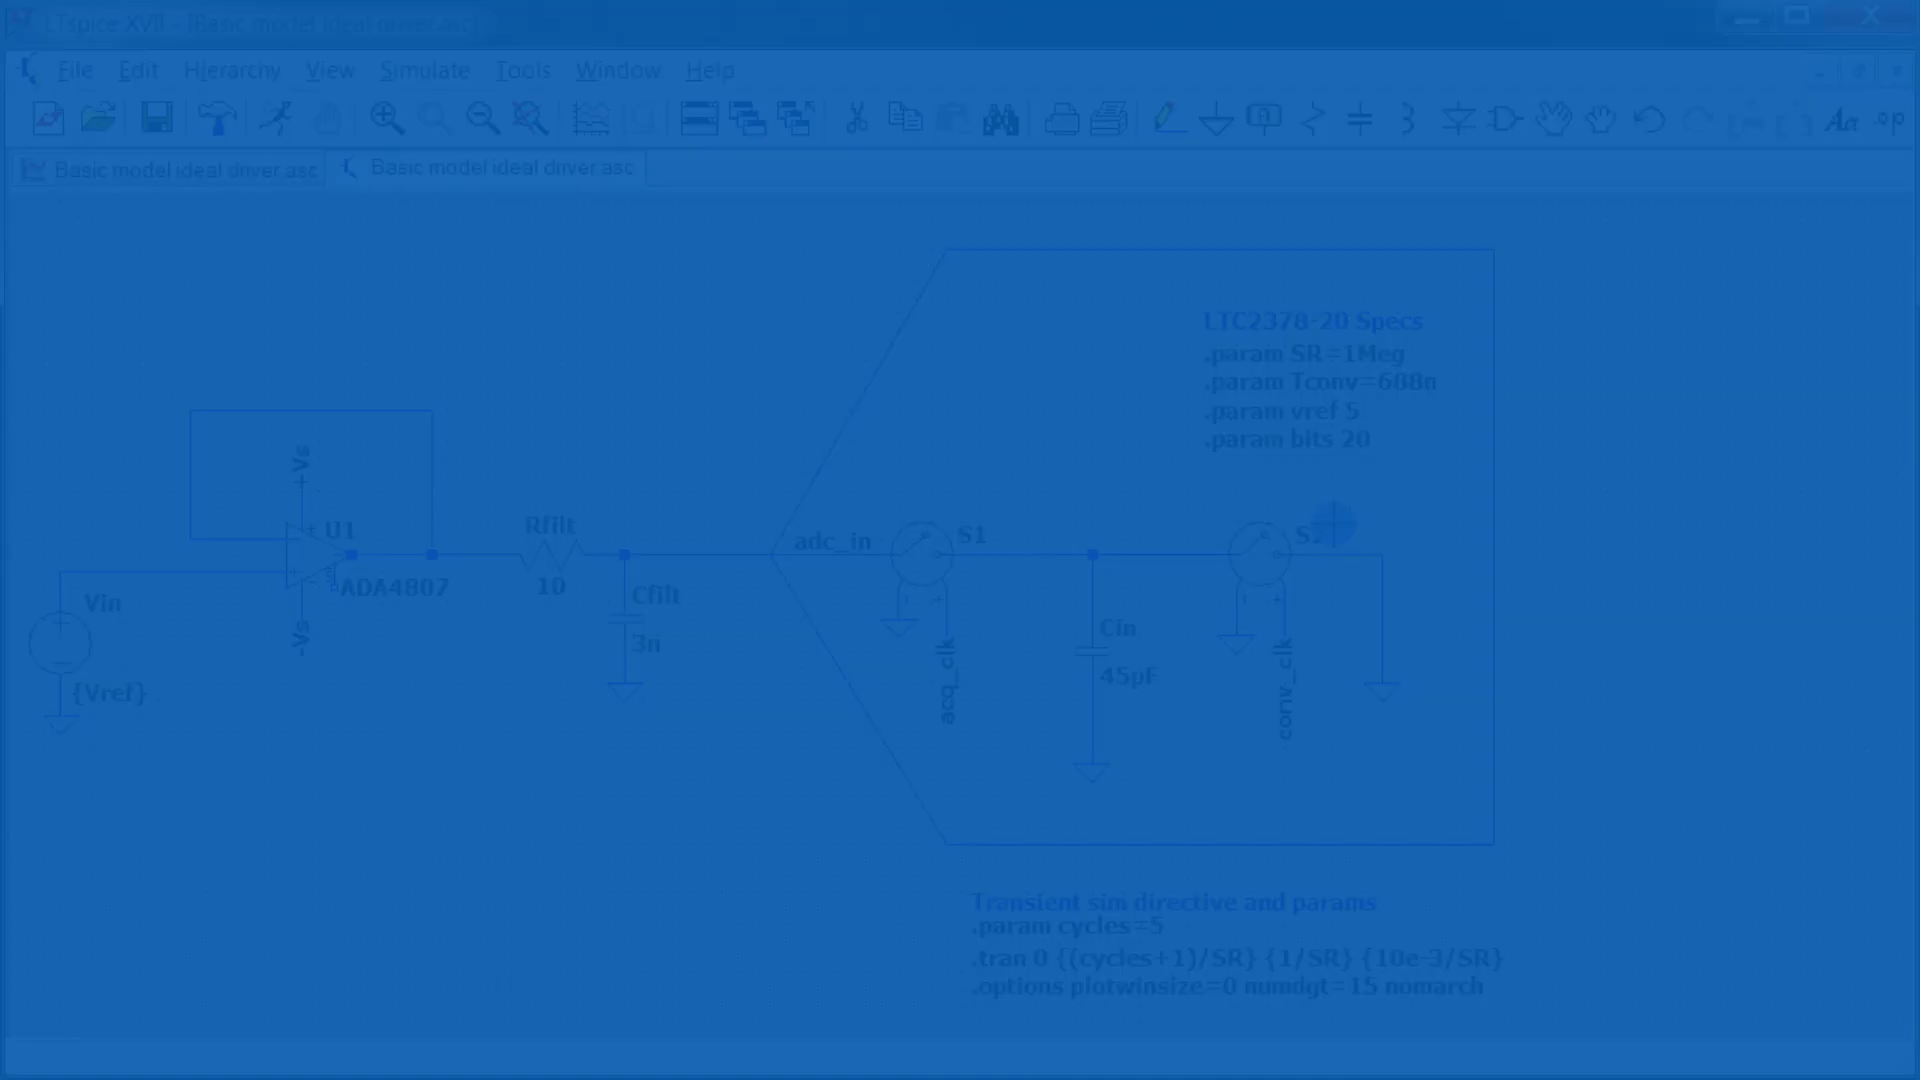 LTspice XVII - [Basic model ideal driver.asc]
File Edit Hierarchy View Simulate Tools Window Help
Aa .op
Basic model ideal driver.asc Basic model ideal driver.asc
LTC2378-20 Specs
.param SR=1Meg
.param Tconv=688n
.param vref 5
.param bits 20
+Vs
U1
ADA4807
-Vs
Vin
{Vref}
Rfilt
10
Cfilt
3n
adc_in
S1
acq_clk
Cin
45pF
conv_clk
Transient sim directive and params
.param cycles=5
.tran 0 {(cycles+1)/SR} {1/SR} {10e-3/SR}
.options plotwinsize=0 numdgt=15 nomarch